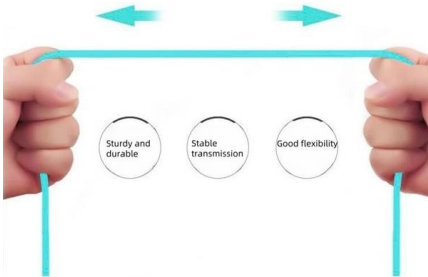 Sturdy and
durable
Stable
transmission
Good flexibility